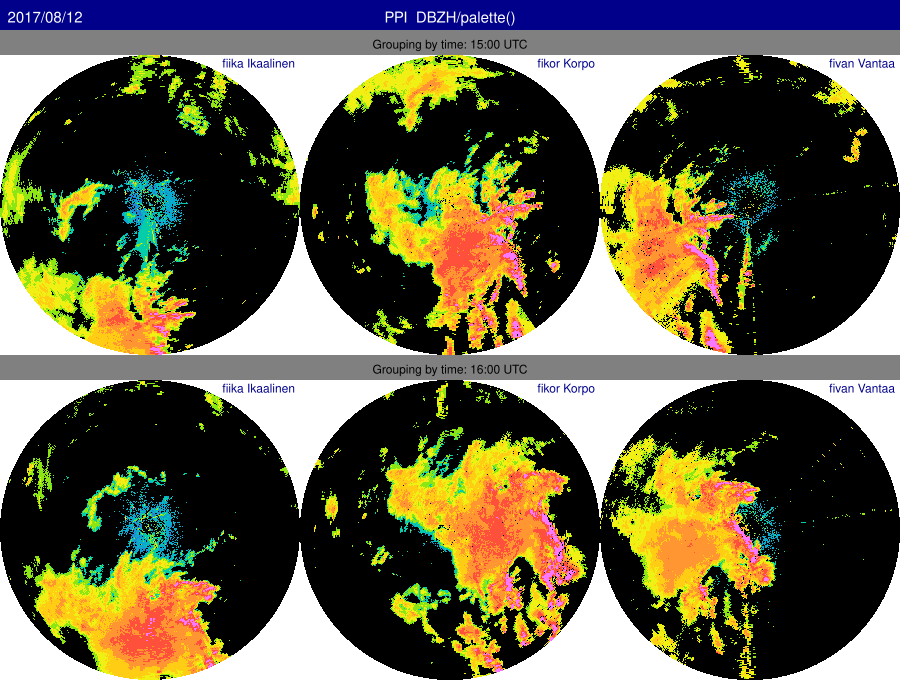 2017/08/12 PPI DBZH/palette()
Grouping by time: 15:00 UTC
fiika Ikaalinen fikor Korpo fivan Vantaa
Grouping by time: 16:00 UTC
fiika Ikaalinen fikor Korpo fivan Vantaa